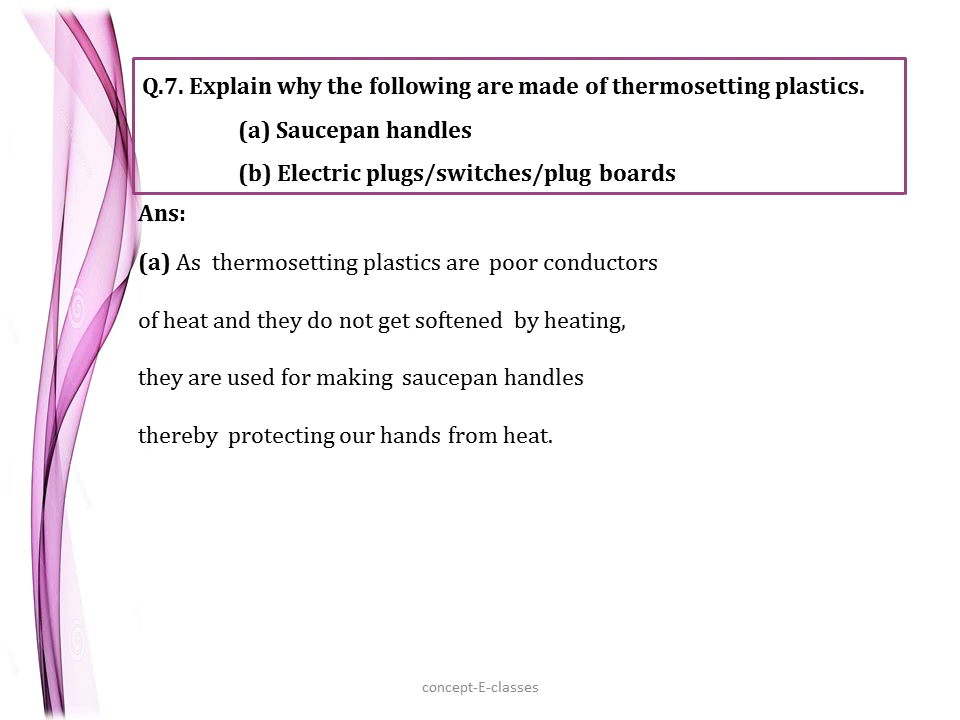 Q.7. Explain why the following are made of thermosetting plastics.
(a) Saucepan handles
(b) Electric plugs/switches/plug boards
Ans:
(a) As thermosetting plastics are poor conductors
of heat and they do not get softened by heating,
they are used for making saucepan handles
thereby protecting our hands from heat.
concept-E-classes